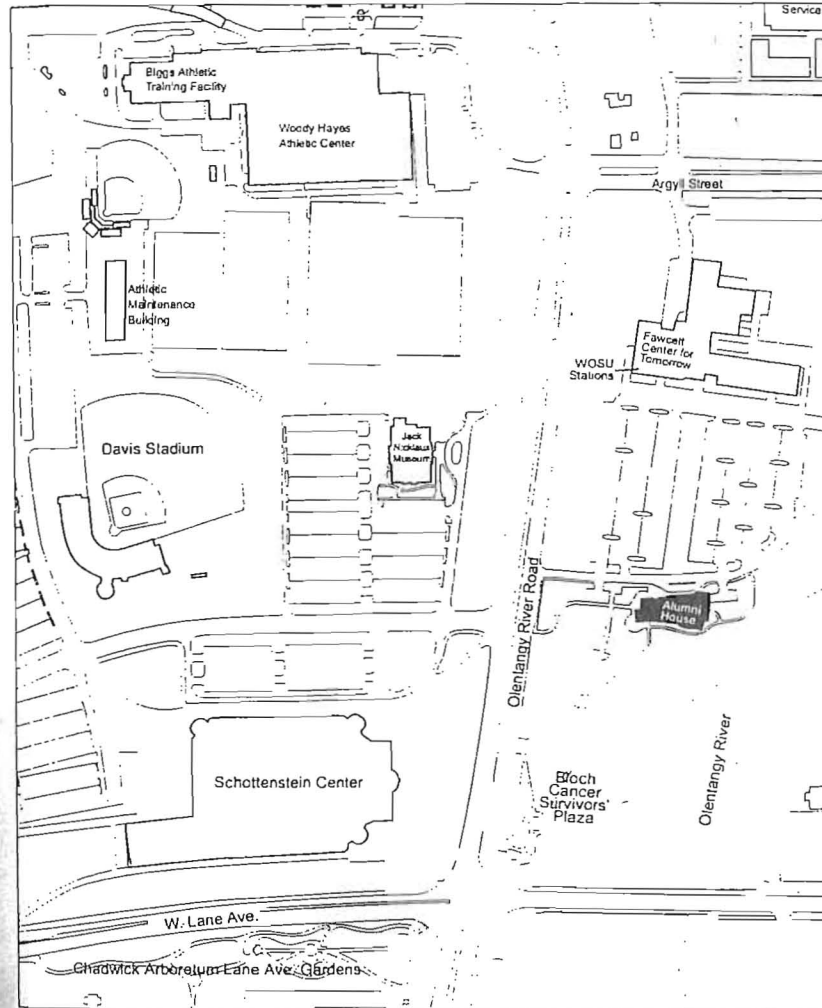 Service
Biggs Athletic
Training Facility
Woody Hayes
Athletic Center
Argyll Street
Athletic
Maintenance
Building
Fawcett
Center for
Tomorrow
WOSU
Stations
Jack
Nicklaus
Museum
Davis Stadium
Alumni
House
Olentangy River Road
Olentangy River
Schottenstein Center
Bloch
Cancer
Survivors'
Plaza
W. Lane Ave.
Chadwick Arboretum Lane Ave. Gardens